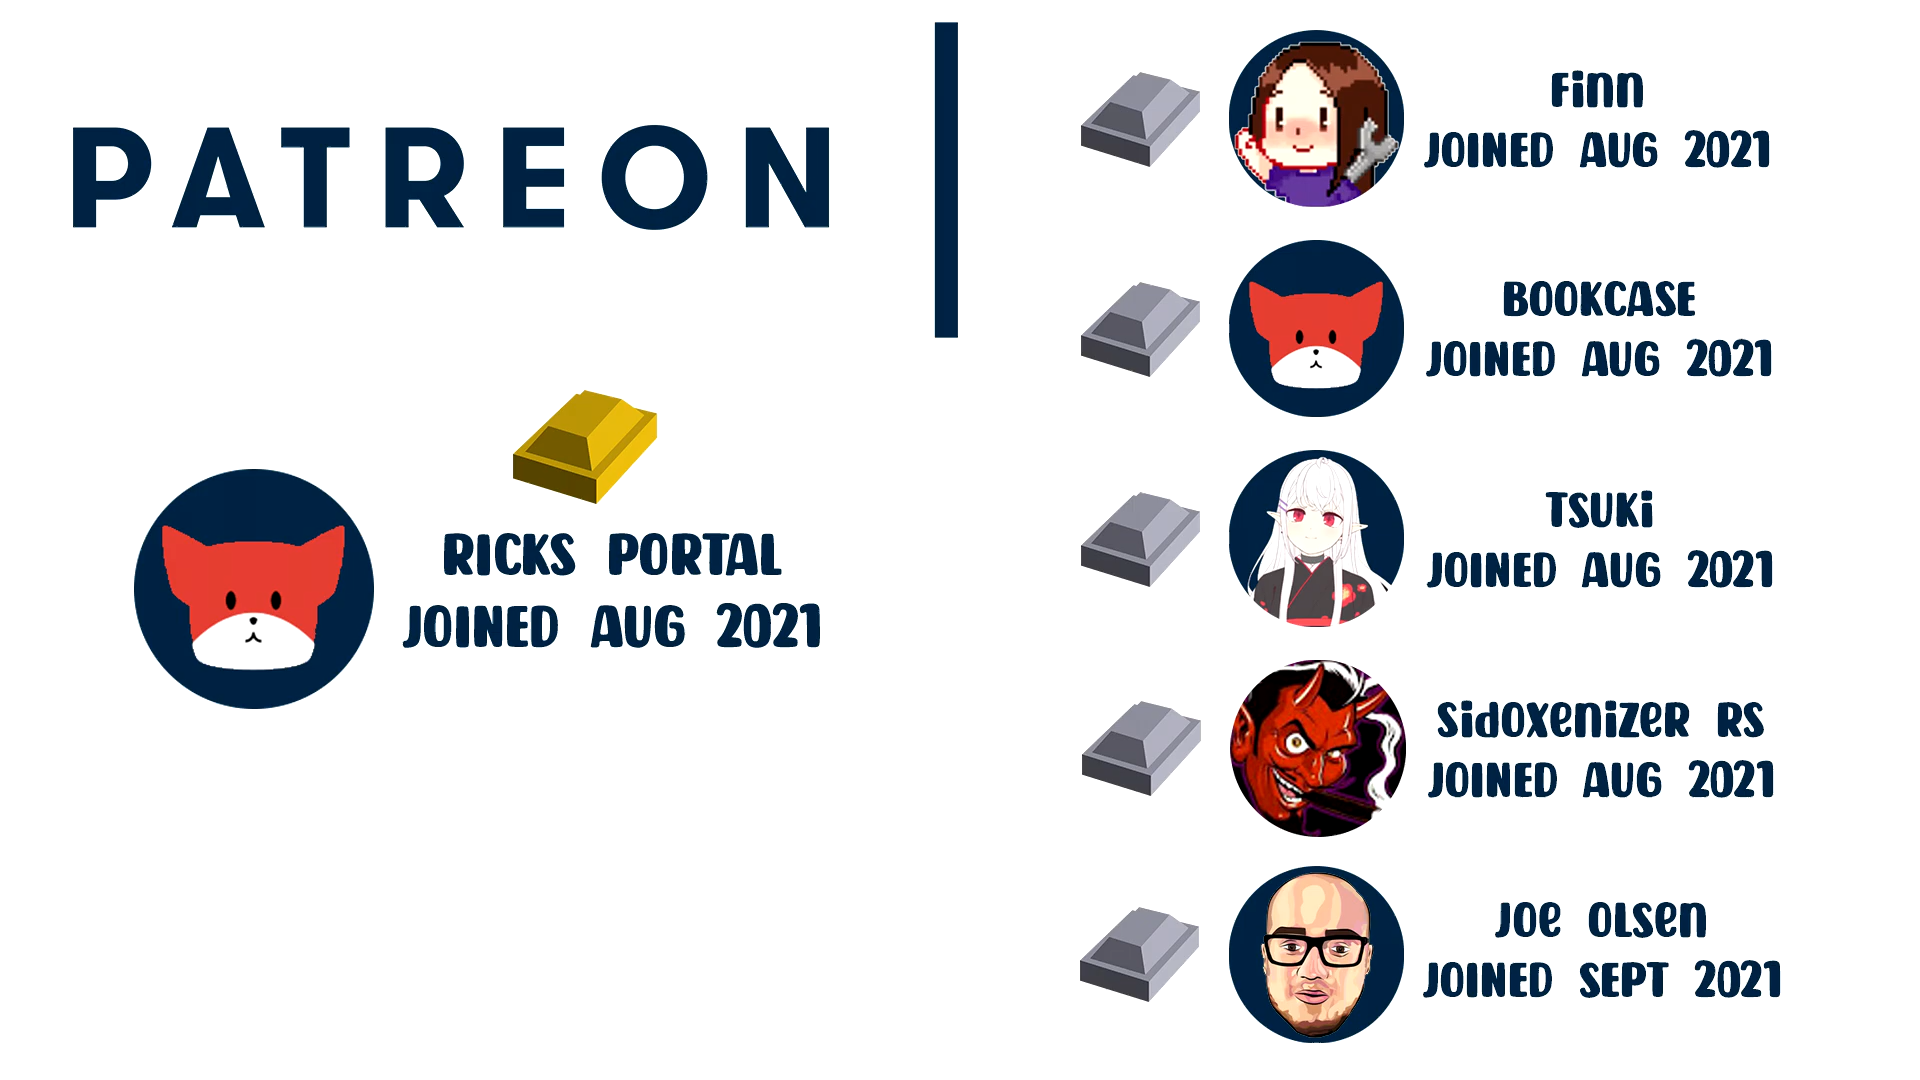 PATREON
RICKS PORTAL
JOINED AUG 2021
Finn
JOINED AUG 2021
BOOKCASE
JOINED AUG 2021
TSUKi
JOINED AUG 2021
SidOXeniZeR RS
JOINED AUG 2021
JOe OLSen
JOINED SEPT 2021